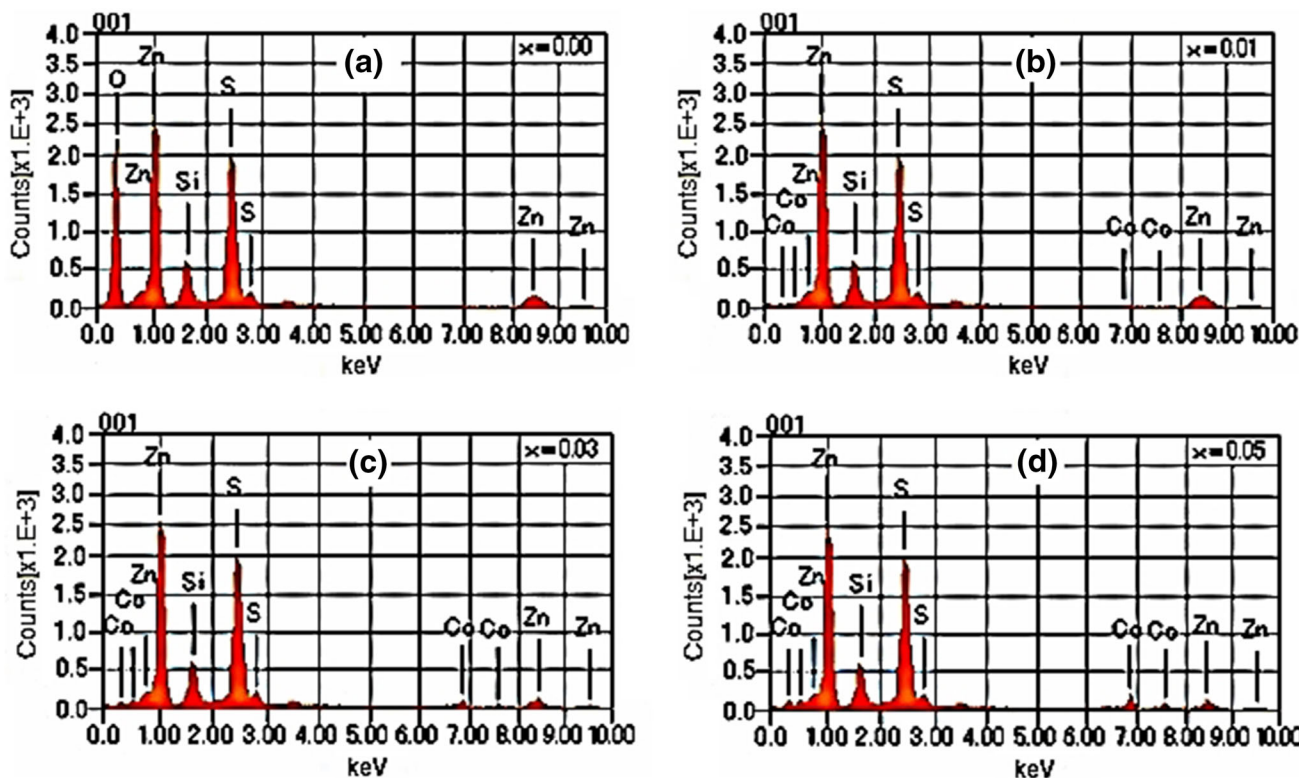 001
(a)
x=0.00
Counts[x1.E+3]
4.0
3.5
3.0
2.5
2.0
1.5
1.0
0.5
0.0
O
Zn
Zn
Si
S
S
Zn
Zn
0.0 1.00 2.00 3.00 4.00 5.00 6.00 7.00 8.00 9.00 10.00
keV
001
(b)
x=0.01
Counts[x1.E+3]
4.0
3.5
3.0
2.5
2.0
1.5
1.0
0.5
0.0
Zn
S
Zn
Si
Co
S
Co
Co Co Zn Zn
0.0 1.00 2.00 3.00 4.00 5.00 6.00 7.00 8.00 9.00 10.00
keV
001
(c)
x=0.03
Counts[x1.E+3]
4.0
3.5
3.0
2.5
2.0
1.5
1.0
0.5
0.0
Zn
S
Zn
Si
Co
S
Co
Co Co Zn Zn
0.0 1.00 2.00 3.00 4.00 5.00 6.00 7.00 8.00 9.00 10.00
keV
001
(d)
x=0.05
Counts[x1.E+3]
4.0
3.5
3.0
2.5
2.0
1.5
1.0
0.5
0.0
Zn
S
Zn
Si
Co
S
Co
Co Co Zn Zn
0.0 1.00 2.00 3.00 4.00 5.00 6.00 7.00 8.00 9.00 10.00
keV